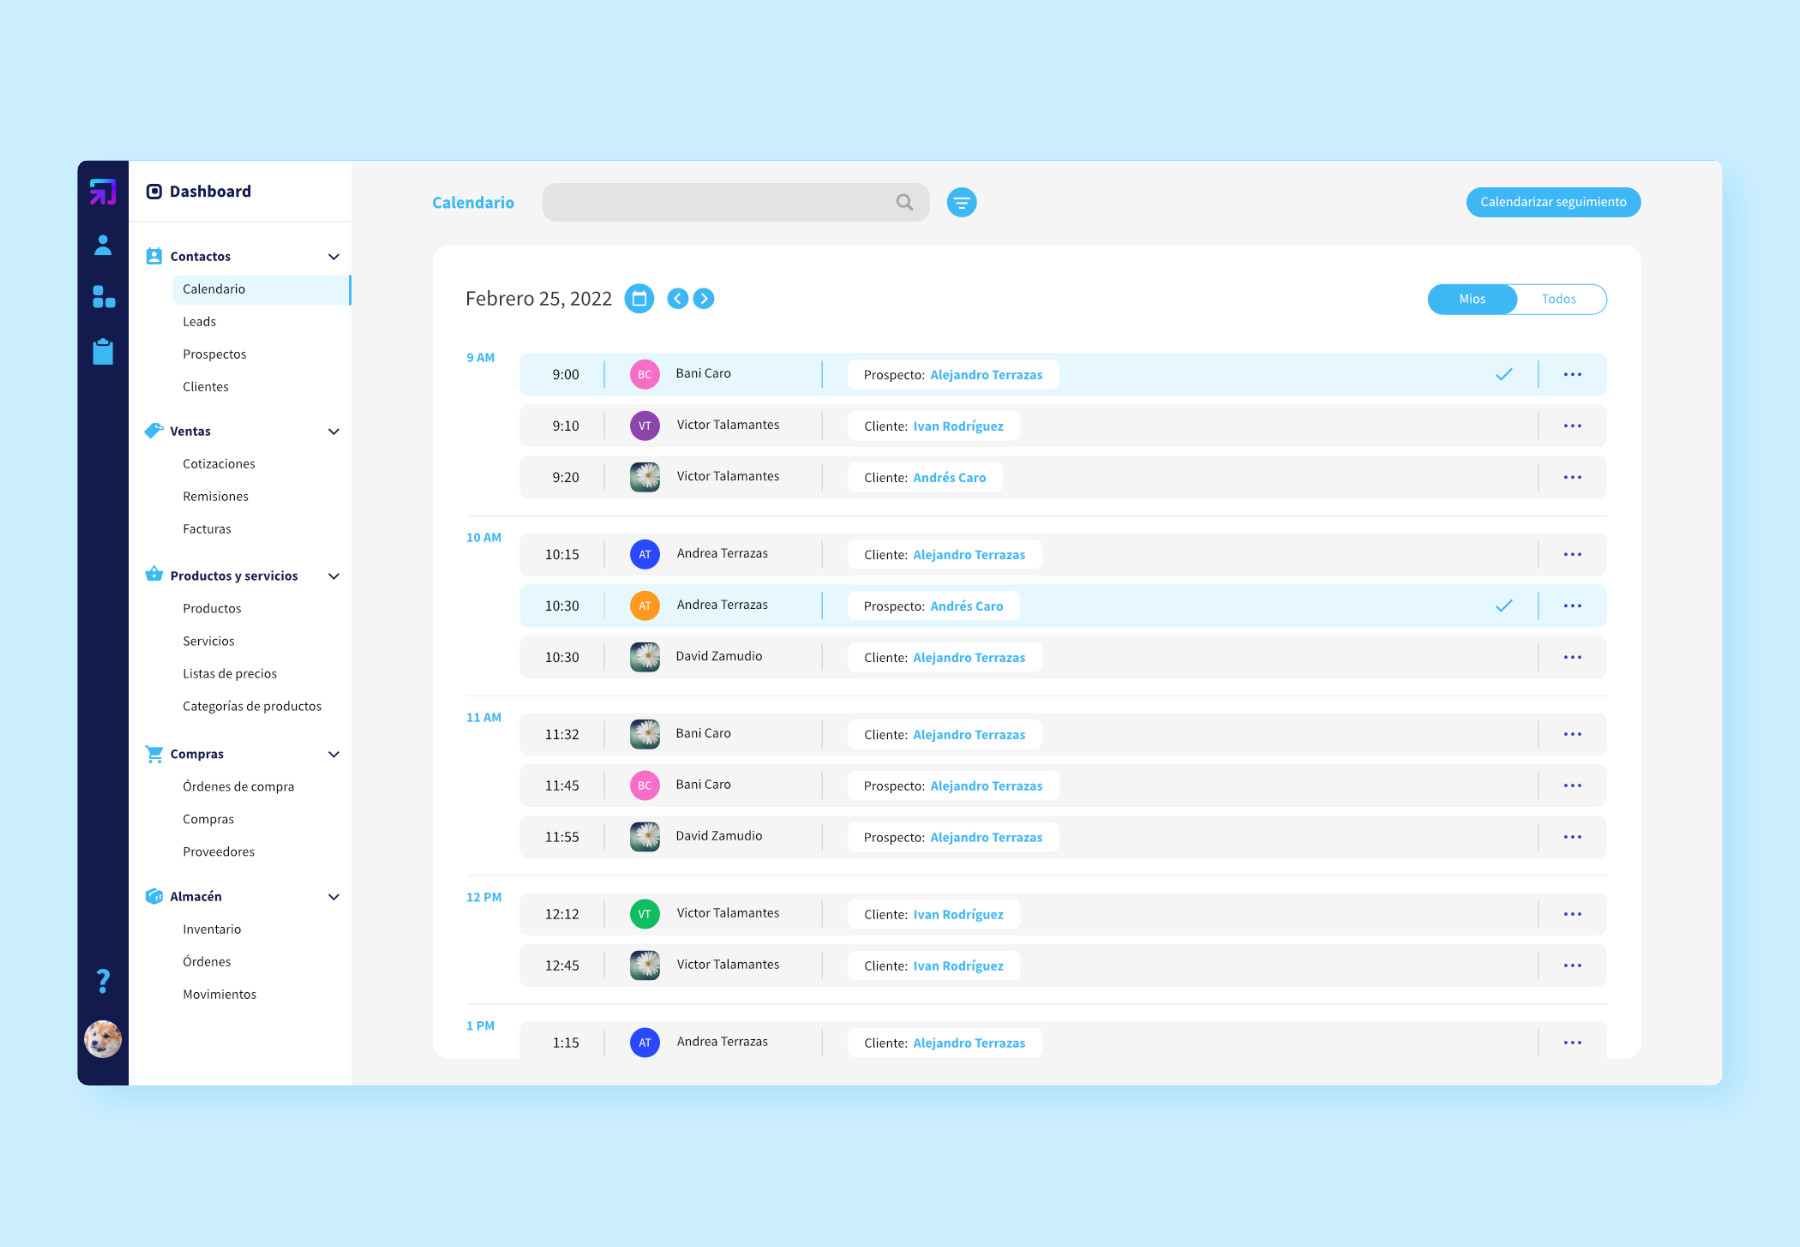 Dashboard
Contactos
Calendario
Leads
Prospectos
Clientes
Ventas
Cotizaciones
Remisiones
Facturas
Productos y servicios
Productos
Servicios
Listas de precios
Categorías de productos
Compras
Órdenes de compra
Compras
Proveedores
Almacén
Inventario
Órdenes
Movimientos
?
Calendario
Calendarizar seguimiento
Febrero 25, 2022
Mios Todos
9 AM
9:00 BC Bani Caro Prospecto: Alejandro Terrazas
9:10 VT Victor Talamantes Cliente: Ivan Rodríguez
9:20 Victor Talamantes Cliente: Andrés Caro
10 AM
10:15 AT Andrea Terrazas Cliente: Alejandro Terrazas
10:30 AT Andrea Terrazas Prospecto: Andrés Caro
10:30 David Zamudio Cliente: Alejandro Terrazas
11 AM
11:32 Bani Caro Cliente: Alejandro Terrazas
11:45 BC Bani Caro Prospecto: Alejandro Terrazas
11:55 David Zamudio Prospecto: Alejandro Terrazas
12 PM
12:12 VT Victor Talamantes Cliente: Ivan Rodríguez
12:45 Victor Talamantes Cliente: Ivan Rodríguez
1 PM
1:15 AT Andrea Terrazas Cliente: Alejandro Terrazas